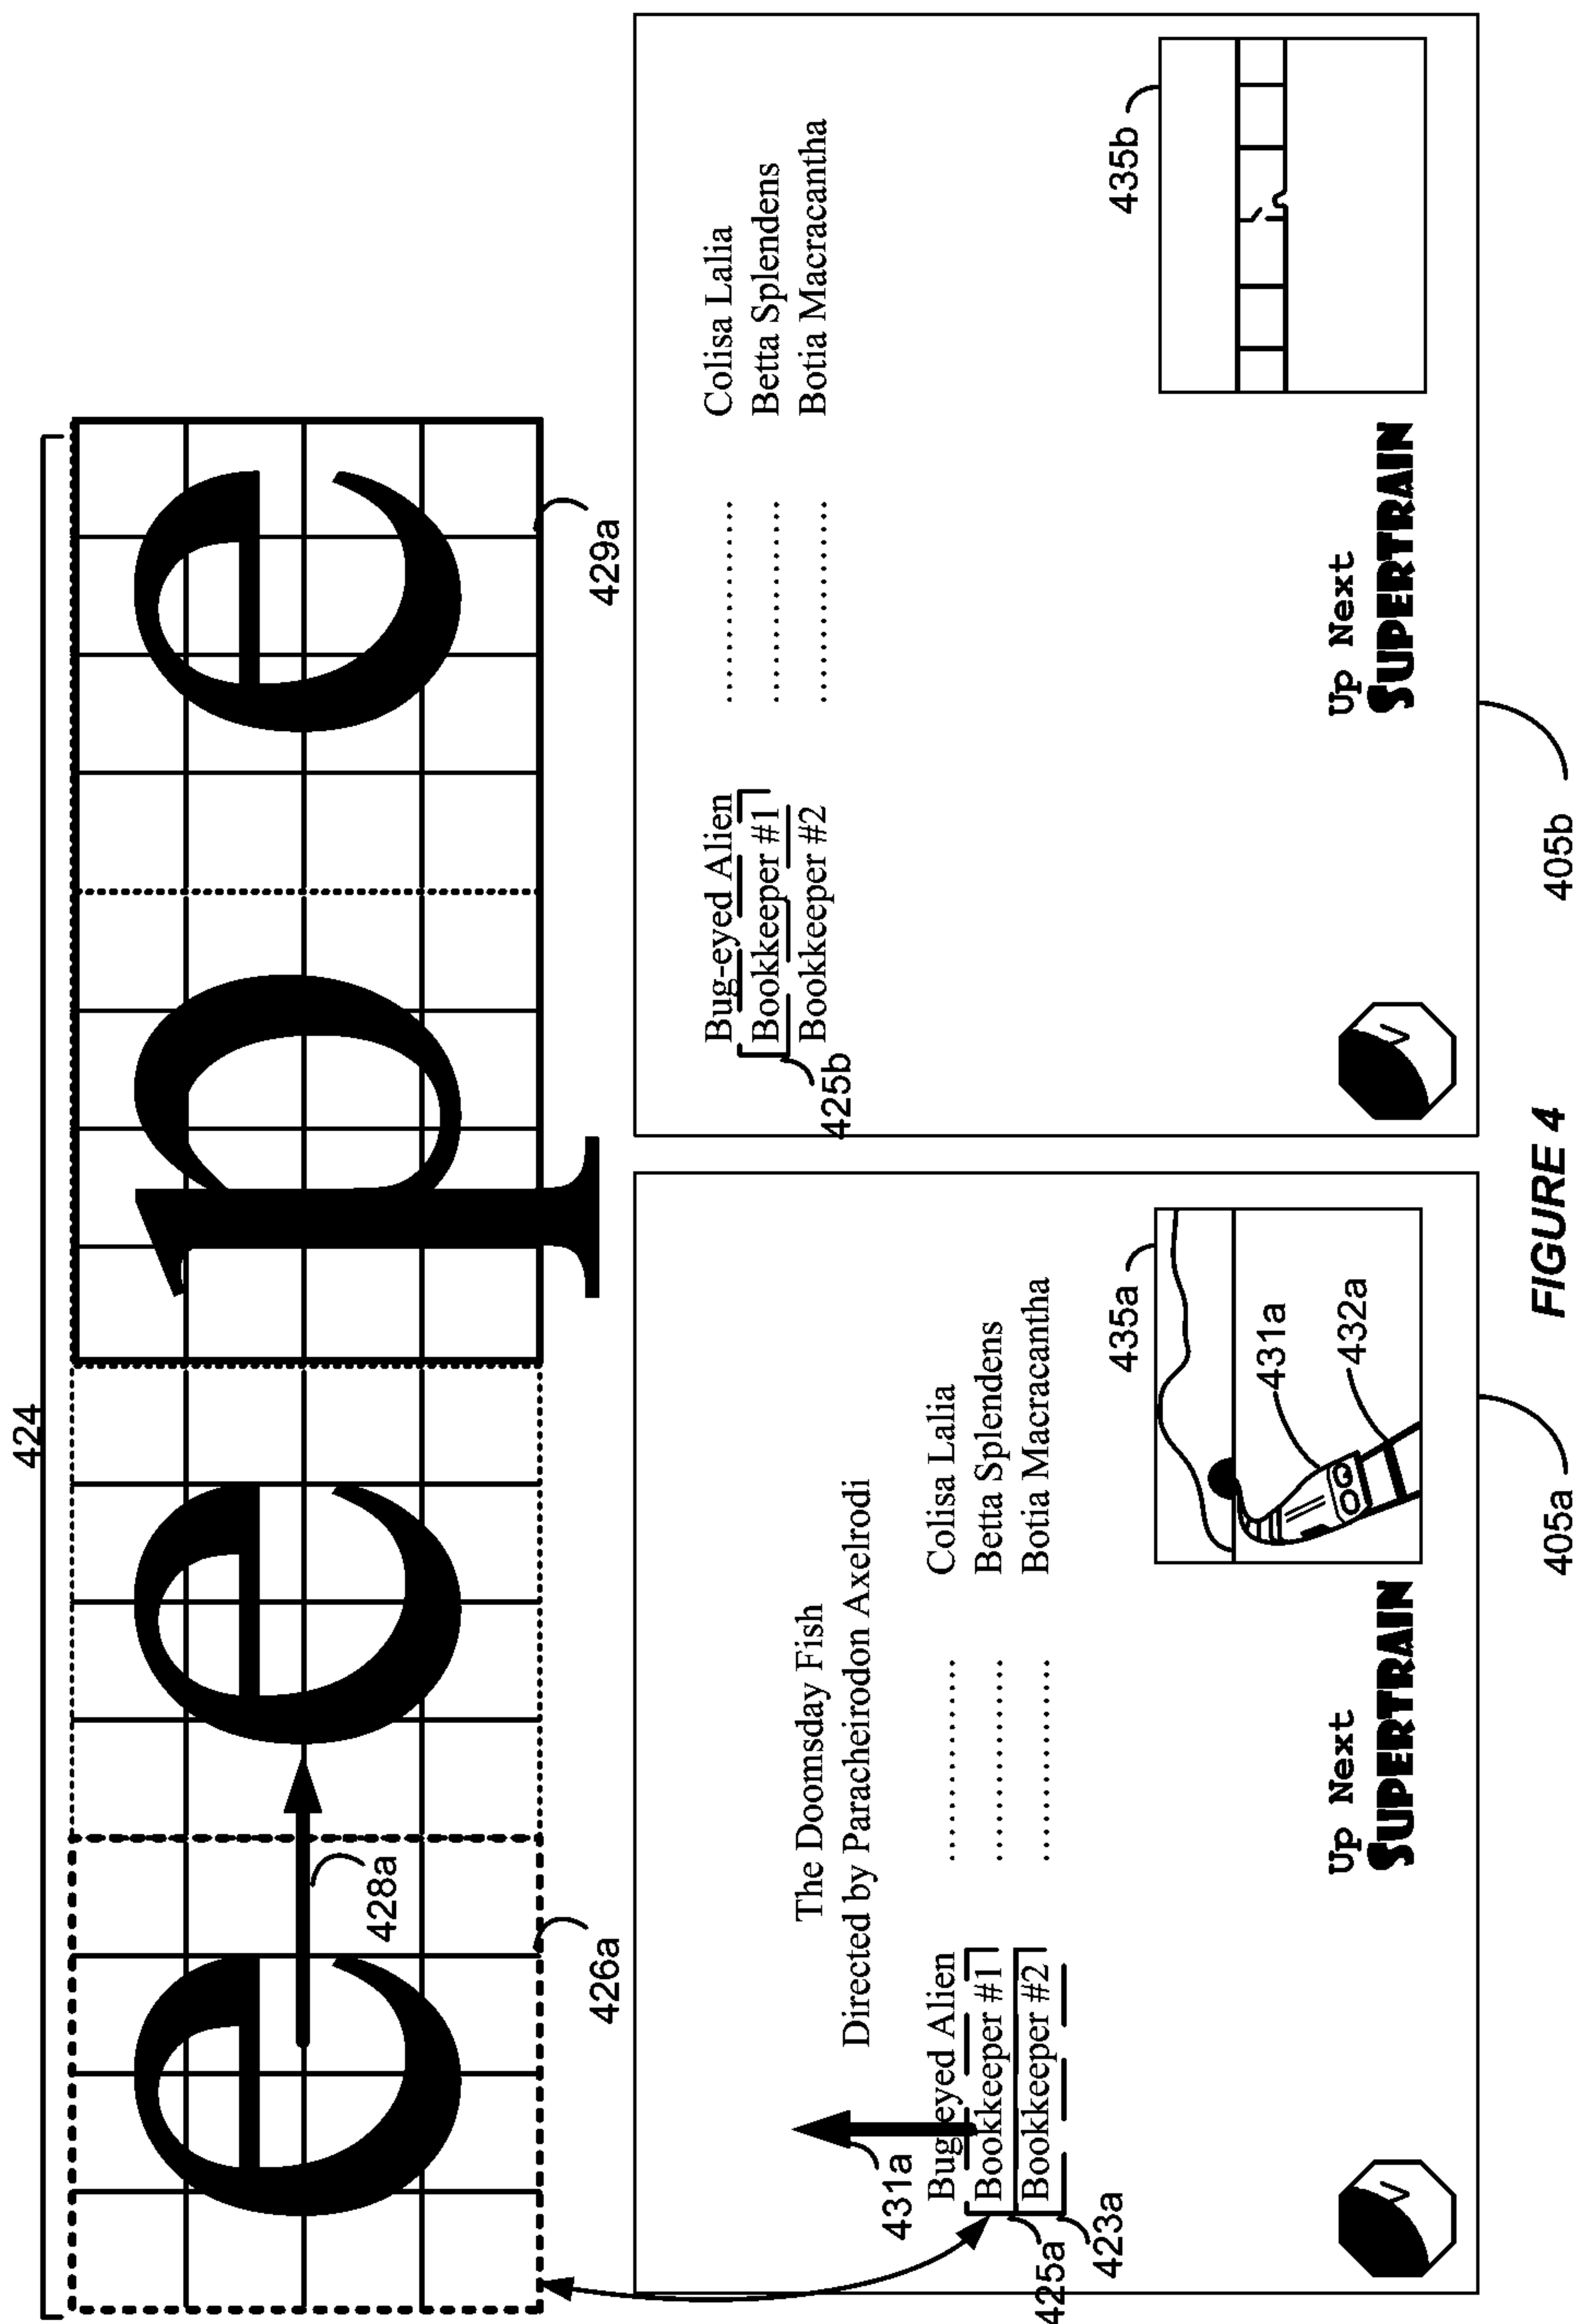 424
e e p e
428a
426a
429a
The Doomsday Fish
Directed by Paracheirodon Axelrodi
431a
Bug-eyed Alien .................... Colisa Lalia
Bookkeeper #1 .................... Betta Splendens
Bookkeeper #2 .................... Botia Macracantha
425a
423a
435a
431a
432a
Up Next
SUPERTRAIN
405a
Bug-eyed Alien .................... Colisa Lalia
Bookkeeper #1 .................... Betta Splendens
Bookkeeper #2 .................... Botia Macracantha
425b
435b
Up Next
SUPERTRAIN
405b
FIGURE 4